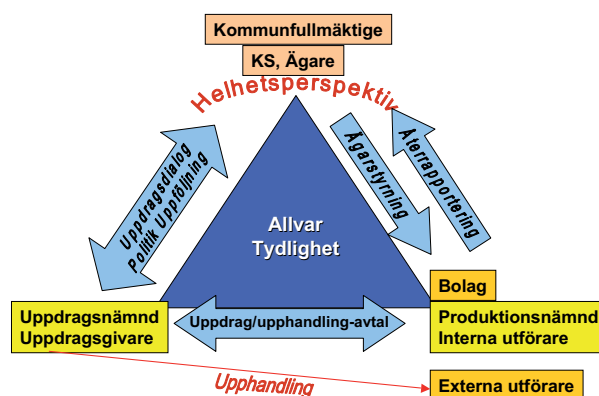 Kommunfullmäktige
KS, Ägare
Helhetsperspektiv
Uppdragsdialog
Politik Uppföljning
Ägarstyrning
Återrapportering
Allvar
Tydlighet
Bolag
Uppdragsnämnd
Uppdragsgivare
Uppdrag/upphandling-avtal
Produktionsnämnd
Interna utförare
Upphandling
Externa utförare